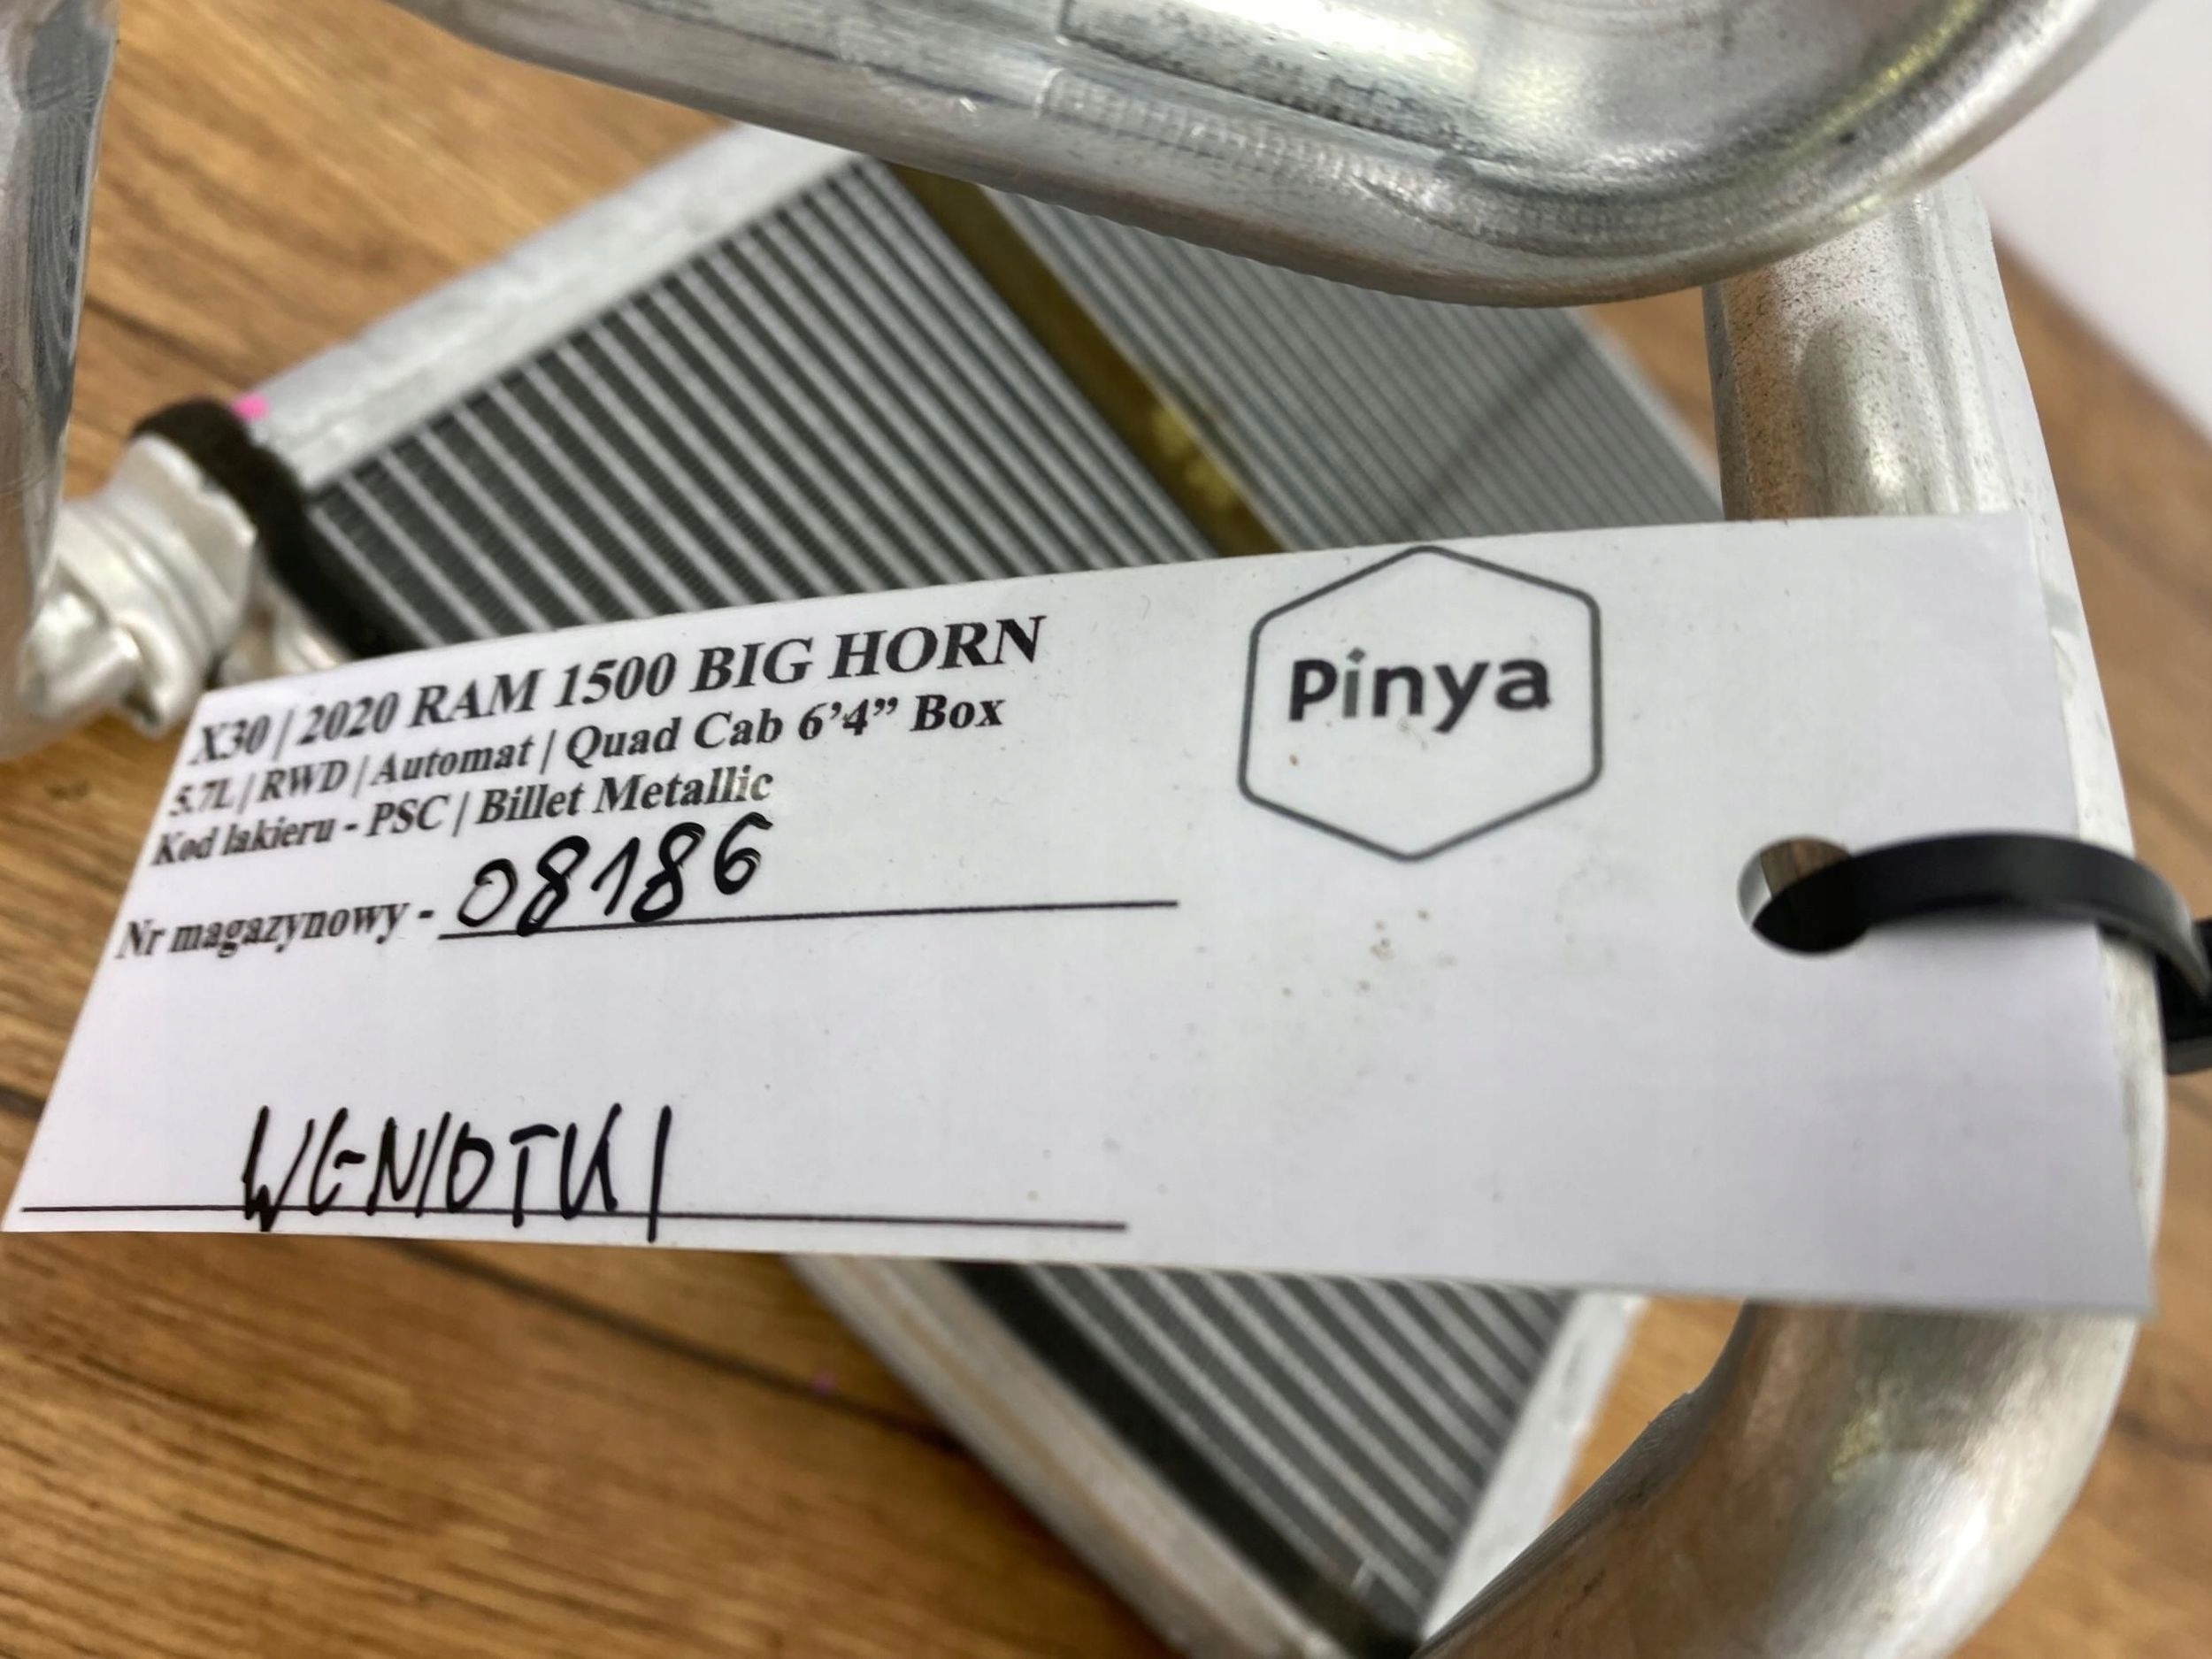 X30 | 2020 RAM 1500 BIG HORN
5.7L | RWD | Automat | Quad Cab 6’4” Box
Kod lakieru - PSC | Billet Metallic
Nr magazynowy - 08186
Pinya